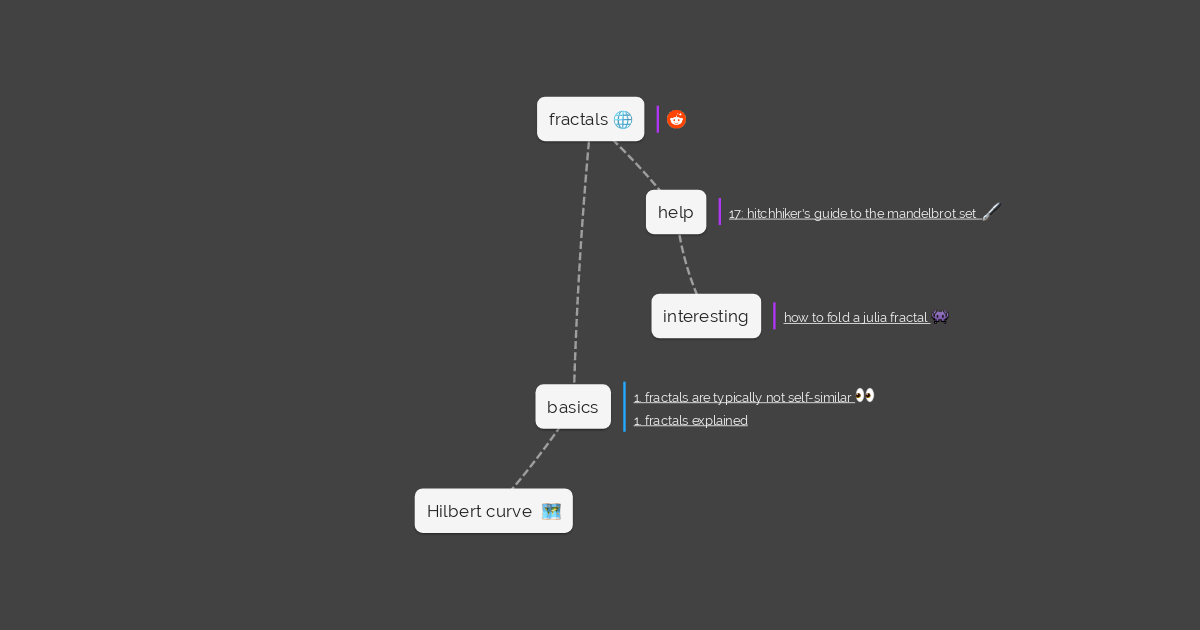 fractals
help
17. hitchhiker's guide to the mandelbrot set
interesting
how to fold a julia fractal
basics
1. fractals are typically not self-similar
1. fractals explained
Hilbert curve